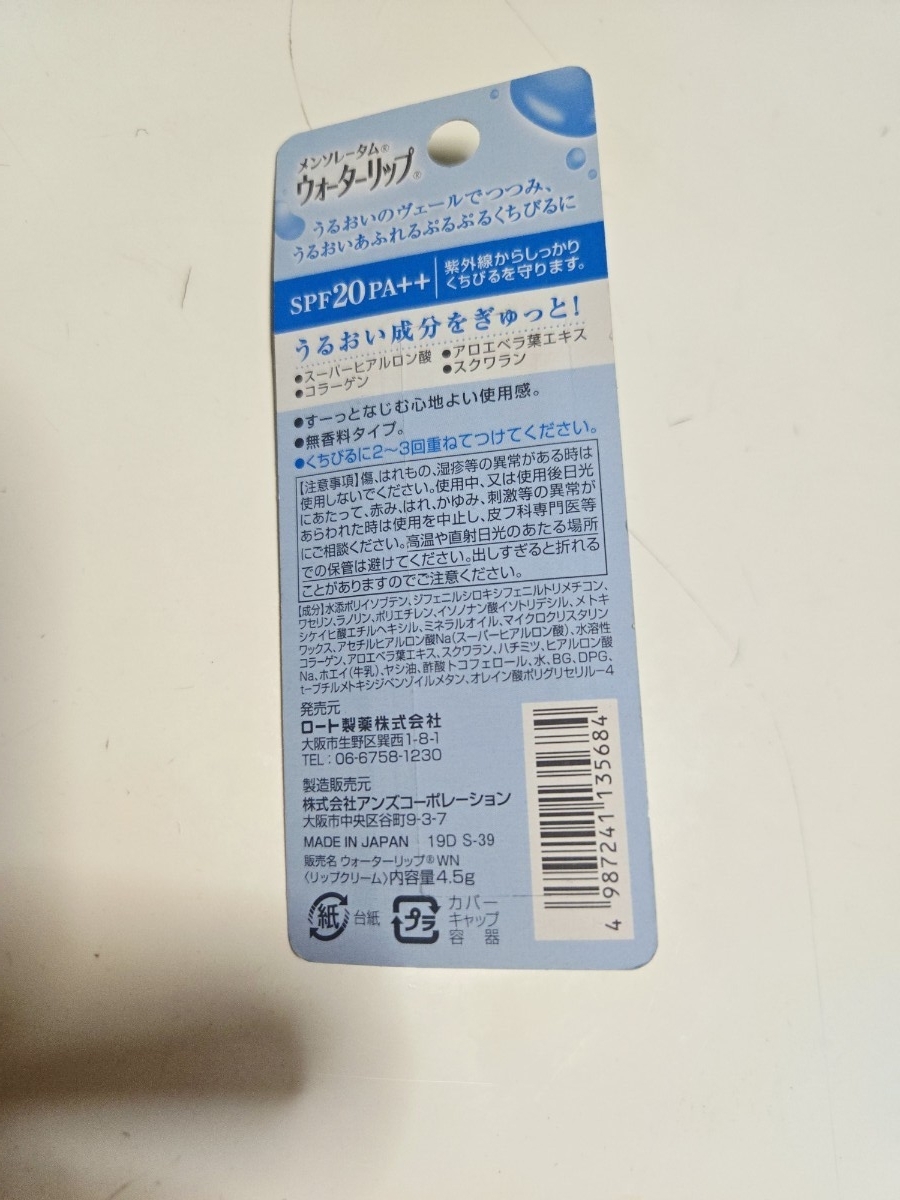 メンソレータム®
ウォーターリップ®
うるおいのヴェールでつつみ、
うるおいあふれるぷるぷるくちびるに
SPF20PA++
紫外線からしっかり
くちびるを守ります。
うるおい成分をぎゅっと!
●スーパーヒアルロン酸 ●アロエベラ葉エキス
●コラーゲン ●スクワラン
●すーっとなじむ心地よい使用感。
●無香料タイプ。
●くちびるに2〜3回重ねてつけてください。
【注意事項】傷、はれもの、湿疹等の異常がある時は
使用しないでください。使用中、又は使用後日光
にあたって、赤み、はれ、かゆみ、刺激等の異常が
あらわれた時は使用を中止し、皮フ科専門医等
にご相談ください。高温や直射日光のあたる場所
での保管は避けてください。出しすぎると折れる
ことがありますのでご注意ください。
【成分】水添ポリイソブテン、ジフェニルシロキシフェニルトリメチコン、
ワセリン、ラノリン、ポリエチレン、イソノナン酸イソトリデシル、メトキ
シケイヒ酸エチルヘキシル、ミネラルオイル、マイクロクリスタリン
ワックス、アセチルヒアルロン酸Na(スーパーヒアルロン酸)、水溶性
コラーゲン、アロエベラ葉エキス、スクワラン、ハチミツ、ヒアルロン酸
Na、ホエイ(牛乳)、ヤシ油、酢酸トコフェロール、水、BG、DPG、
t-ブチルメトキシジベンゾイルメタン、オレイン酸ポリグリセリル-4
発売元
ロート製薬株式会社
大阪市生野区巽西1-8-1
TEL:06-6758-1230
製造販売元
株式会社アンズコーポレーション
大阪市中央区谷町9-3-7
MADE IN JAPAN 19D S-39
販売名 ウォーターリップ®WN
〈リップクリーム〉内容量4.5g
紙 台紙
プラ
カバー
キャップ
容器
4 987241 135684